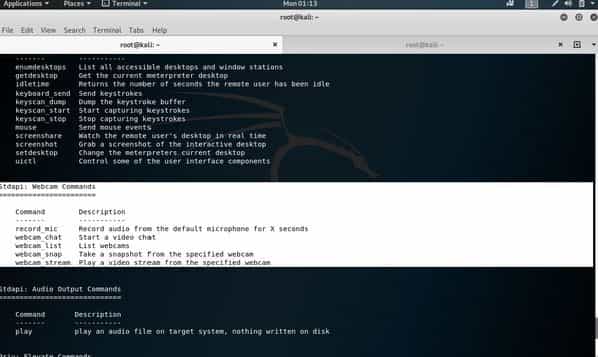 Applications Places Terminal Mon 01:13 1
root@kali: ~
File Edit View Search Terminal Tabs Help
root@kali: ~ × root@kali: ~ ×
------- -----------
enumdesktops List all accessible desktops and window stations
getdesktop Get the current meterpreter desktop
idletime Returns the number of seconds the remote user has been idle
keyboard_send Send keystrokes
keyscan_dump Dump the keystroke buffer
keyscan_start Start capturing keystrokes
keyscan_stop Stop capturing keystrokes
mouse Send mouse events
screenshare Watch the remote user's desktop in real time
screenshot Grab a screenshot of the interactive desktop
setdesktop Change the meterpreters current desktop
uictl Control some of the user interface components
Stdapi: Webcam Commands
=======================
Command Description
------- -----------
record_mic Record audio from the default microphone for X seconds
webcam_chat Start a video chat
webcam_list List webcams
webcam_snap Take a snapshot from the specified webcam
webcam_stream Play a video stream from the specified webcam
Stdapi: Audio Output Commands
=============================
Command Description
------- -----------
play play an audio file on target system, nothing written on disk
Priv: Elevate Commands